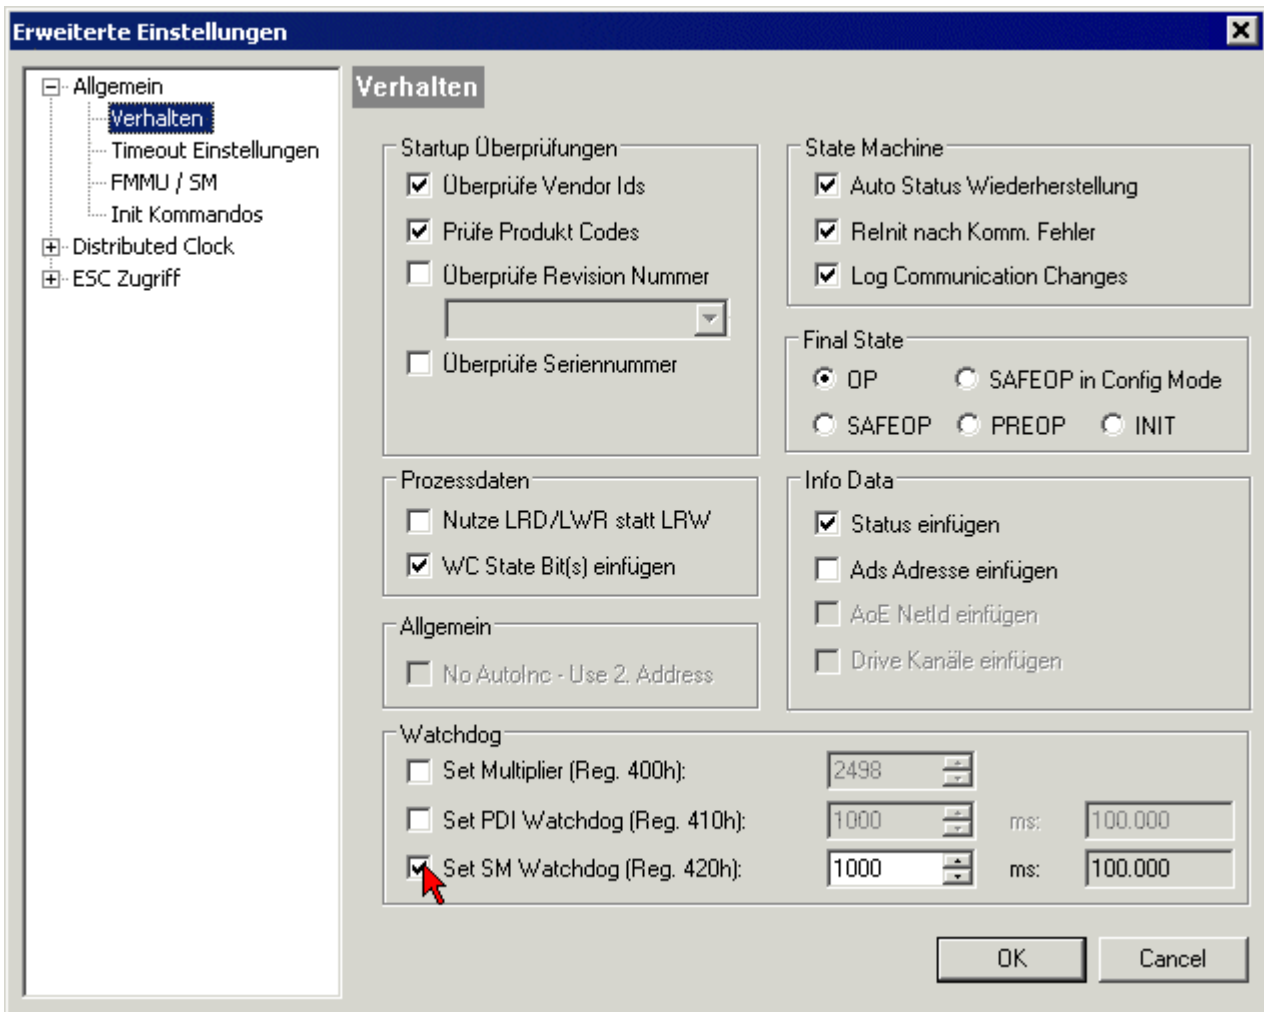 Erweiterte Einstellungen
Allgemein
Verhalten
Timeout Einstellungen
FMMU / SM
Init Kommandos
Distributed Clock
ESC Zugriff
Verhalten
Startup Überprüfungen
Überprüfe Vendor Ids
Prüfe Produkt Codes
Überprüfe Revision Nummer
Überprüfe Seriennummer
State Machine
Auto Status Wiederherstellung
ReInit nach Komm. Fehler
Log Communication Changes
Final State
OP
SAFEOP in Config Mode
SAFEOP
PREOP
INIT
Prozessdaten
Nutze LRD/LWR statt LRW
WC State Bit(s) einfügen
Info Data
Status einfügen
Ads Adresse einfügen
AoE NetId einfügen
Drive Kanäle einfügen
Allgemein
No AutoInc - Use 2. Address
Watchdog
Set Multiplier (Reg. 400h): 2498
Set PDI Watchdog (Reg. 410h): 1000 ms: 100.000
Set SM Watchdog (Reg. 420h): 1000 ms: 100.000
OK
Cancel